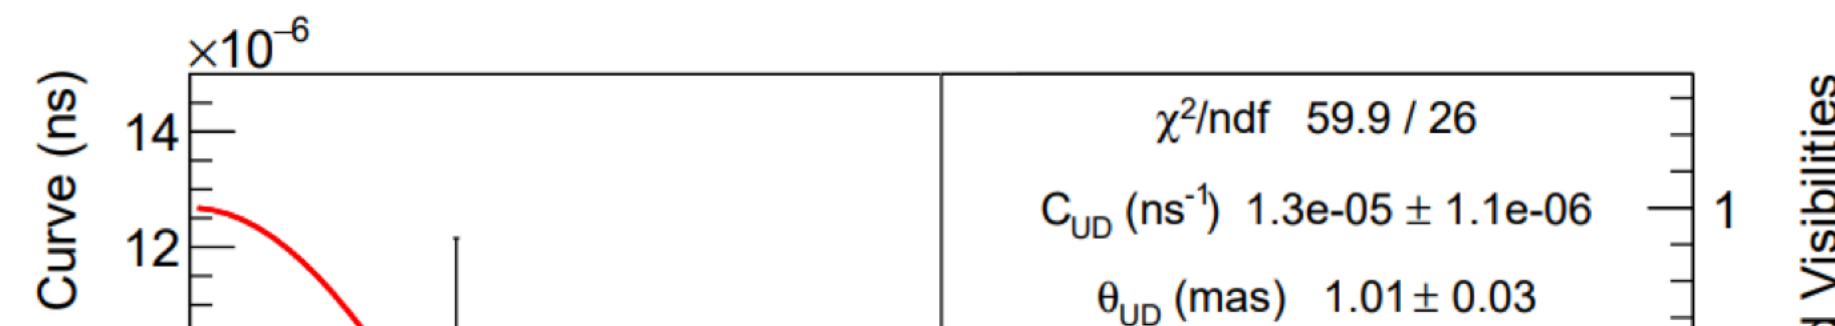 ×10⁻⁶
Curve (ns)
14
12
χ²/ndf 59.9 / 26
C_UD (ns⁻¹) 1.3e-05 ± 1.1e-06
θ_UD (mas) 1.01 ± 0.03
1
Visibilities